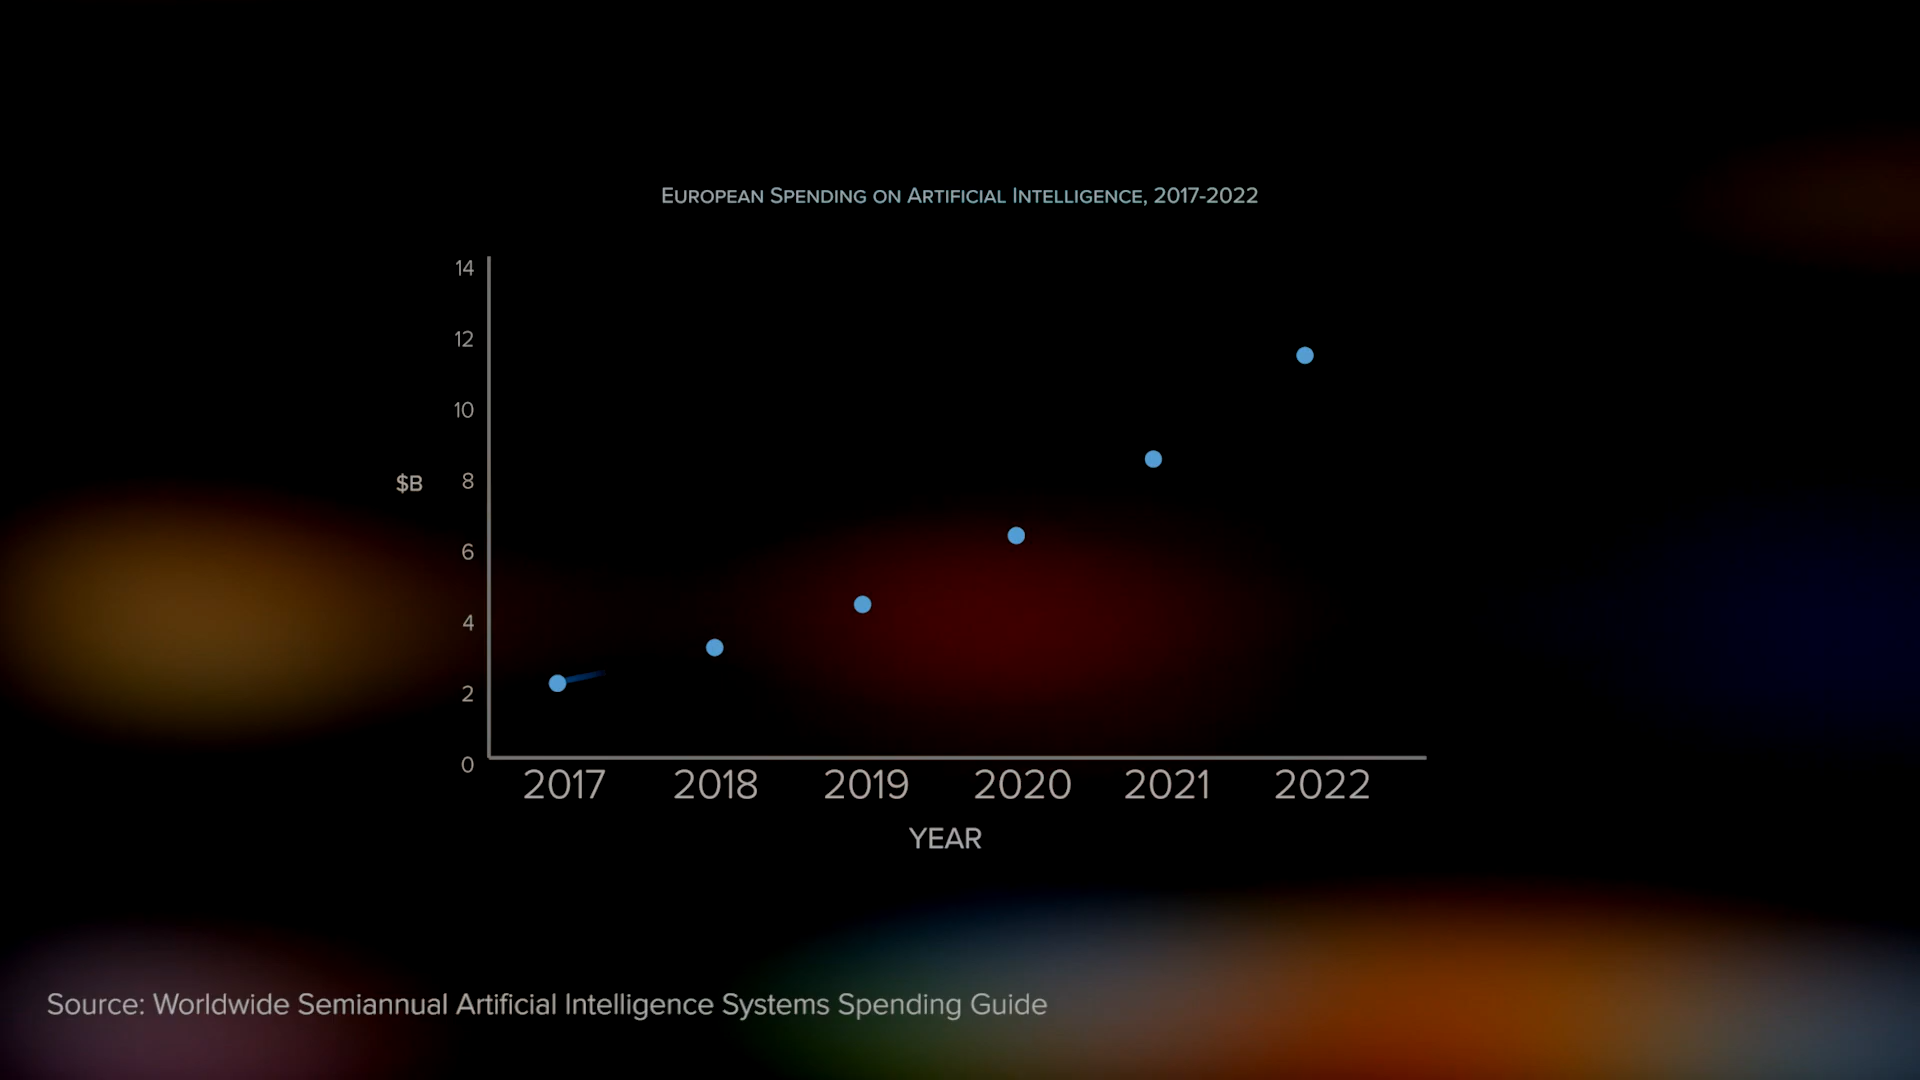 European Spending on Artificial Intelligence, 2017-2022
14
12
10
$B 8
6
4
2
0
2017 2018 2019 2020 2021 2022
YEAR
Source: Worldwide Semiannual Artificial Intelligence Systems Spending Guide